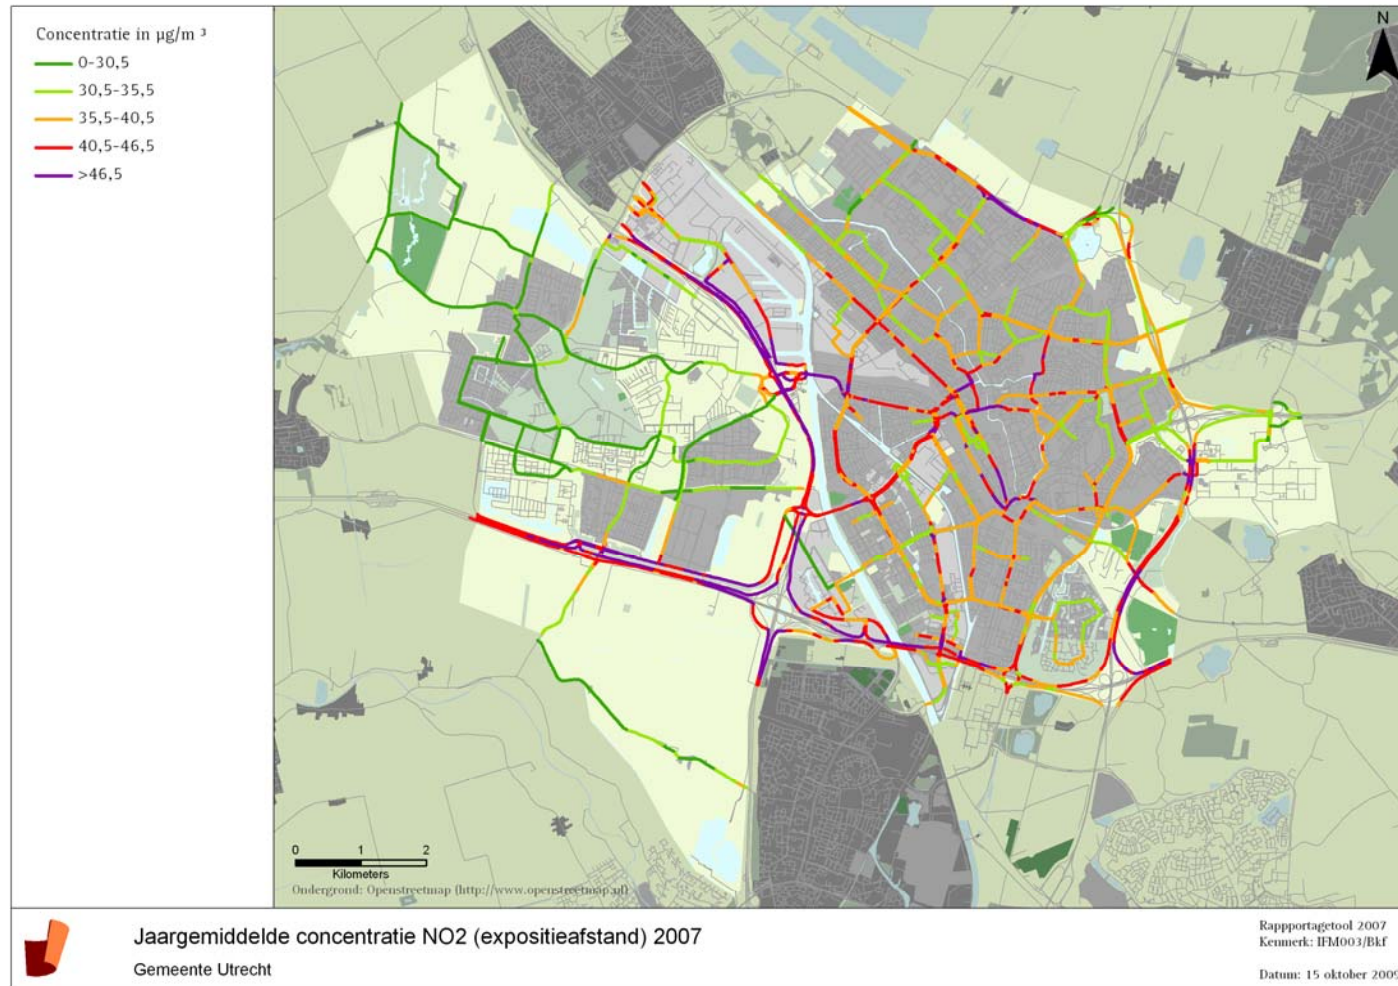 Concentratie in µg/m ³
0-30,5
30,5-35,5
35,5-40,5
40,5-46,5
>46,5
N
0 1 2
Kilometers
Ondergrond: Openstreetmap (http://www.openstreetmap.nl)
Jaargemiddelde concentratie NO2 (expositieafstand) 2007
Gemeente Utrecht
Rappportagetool 2007
Kenmerk: IFM003/Bkf
Datum: 15 oktober 2009